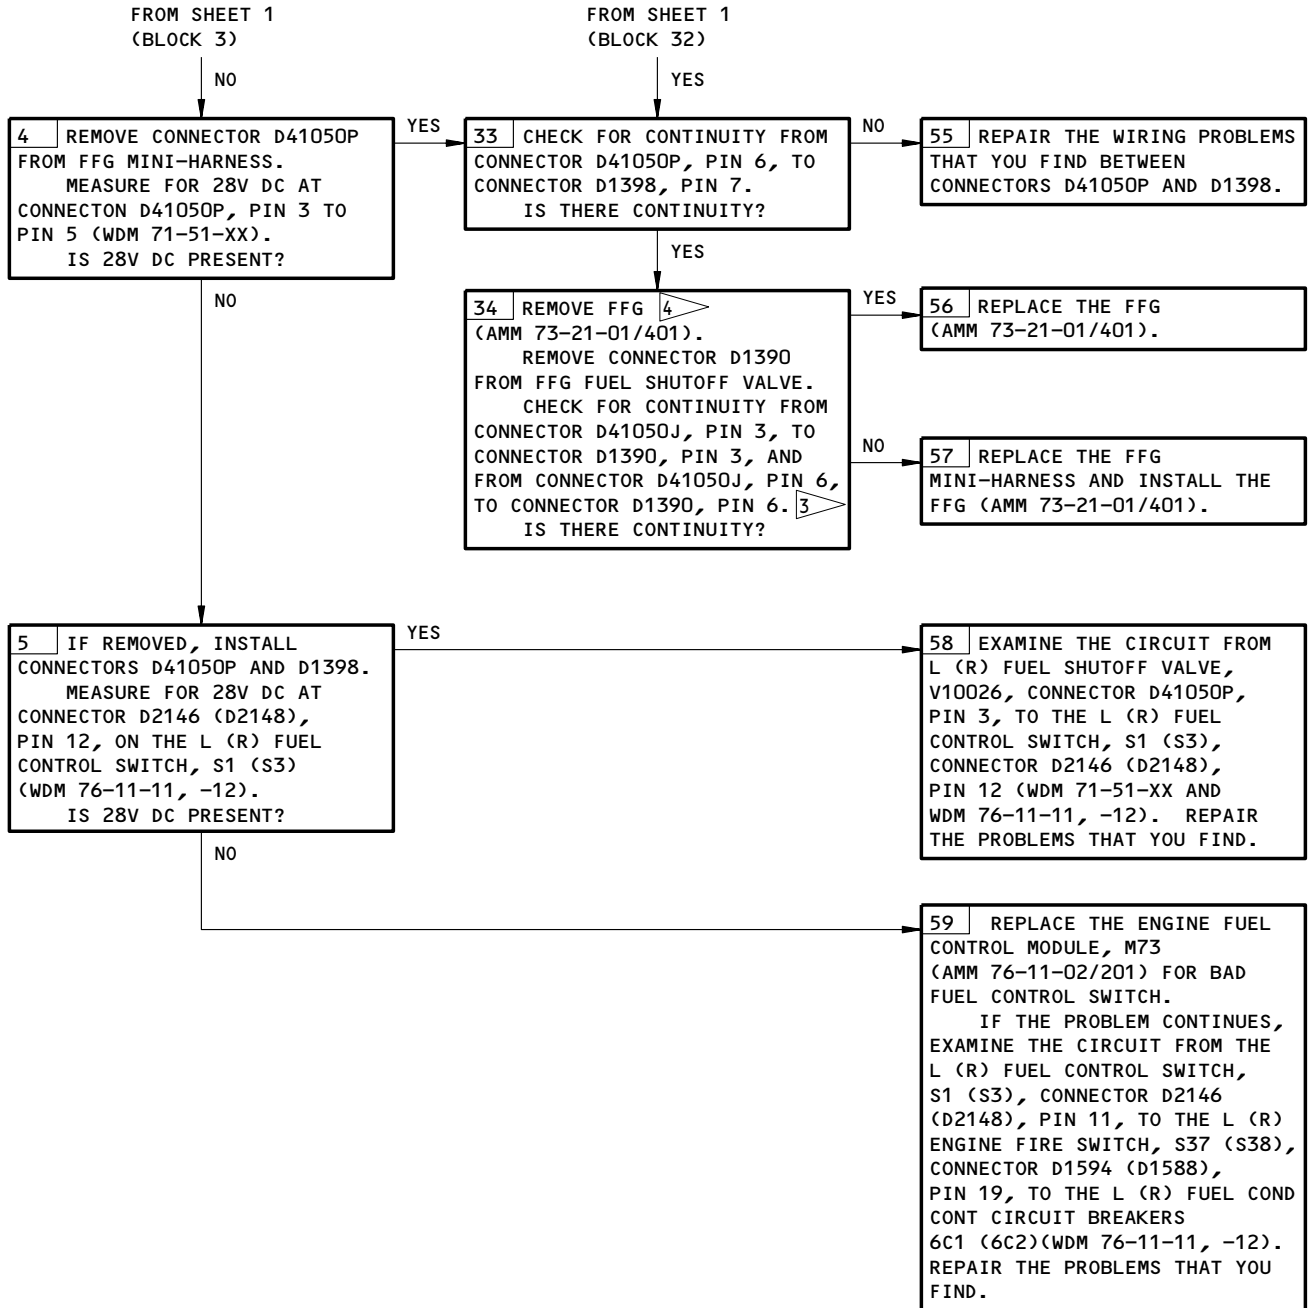 FROM SHEET 1
(BLOCK 3)
NO
FROM SHEET 1
(BLOCK 32)
YES
4 REMOVE CONNECTOR D41050P
FROM FFG MINI-HARNESS.
MEASURE FOR 28V DC AT
CONNECTON D41050P, PIN 3 TO
PIN 5 (WDM 71-51-XX).
IS 28V DC PRESENT?
YES
NO
33 CHECK FOR CONTINUITY FROM
CONNECTOR D41050P, PIN 6, TO
CONNECTOR D1398, PIN 7.
IS THERE CONTINUITY?
NO
YES
55 REPAIR THE WIRING PROBLEMS
THAT YOU FIND BETWEEN
CONNECTORS D41050P AND D1398.
34 REMOVE FFG 4
(AMM 73-21-01/401).
REMOVE CONNECTOR D1390
FROM FFG FUEL SHUTOFF VALVE.
CHECK FOR CONTINUITY FROM
CONNECTOR D41050J, PIN 3, TO
CONNECTOR D1390, PIN 3, AND
FROM CONNECTOR D41050J, PIN 6,
TO CONNECTOR D1390, PIN 6. 3
IS THERE CONTINUITY?
YES
56 REPLACE THE FFG
(AMM 73-21-01/401).
NO
57 REPLACE THE FFG
MINI-HARNESS AND INSTALL THE
FFG (AMM 73-21-01/401).
5 IF REMOVED, INSTALL
CONNECTORS D41050P AND D1398.
MEASURE FOR 28V DC AT
CONNECTOR D2146 (D2148),
PIN 12, ON THE L (R) FUEL
CONTROL SWITCH, S1 (S3)
(WDM 76-11-11, -12).
IS 28V DC PRESENT?
YES
NO
58 EXAMINE THE CIRCUIT FROM
L (R) FUEL SHUTOFF VALVE,
V10026, CONNECTOR D41050P,
PIN 3, TO THE L (R) FUEL
CONTROL SWITCH, S1 (S3),
CONNECTOR D2146 (D2148),
PIN 12 (WDM 71-51-XX AND
WDM 76-11-11, -12). REPAIR
THE PROBLEMS THAT YOU FIND.
59 REPLACE THE ENGINE FUEL
CONTROL MODULE, M73
(AMM 76-11-02/201) FOR BAD
FUEL CONTROL SWITCH.
IF THE PROBLEM CONTINUES,
EXAMINE THE CIRCUIT FROM THE
L (R) FUEL CONTROL SWITCH,
S1 (S3), CONNECTOR D2146
(D2148), PIN 11, TO THE L (R)
ENGINE FIRE SWITCH, S37 (S38),
CONNECTOR D1594 (D1588),
PIN 19, TO THE L (R) FUEL COND
CONT CIRCUIT BREAKERS
6C1 (6C2)(WDM 76-11-11, -12).
REPAIR THE PROBLEMS THAT YOU
FIND.